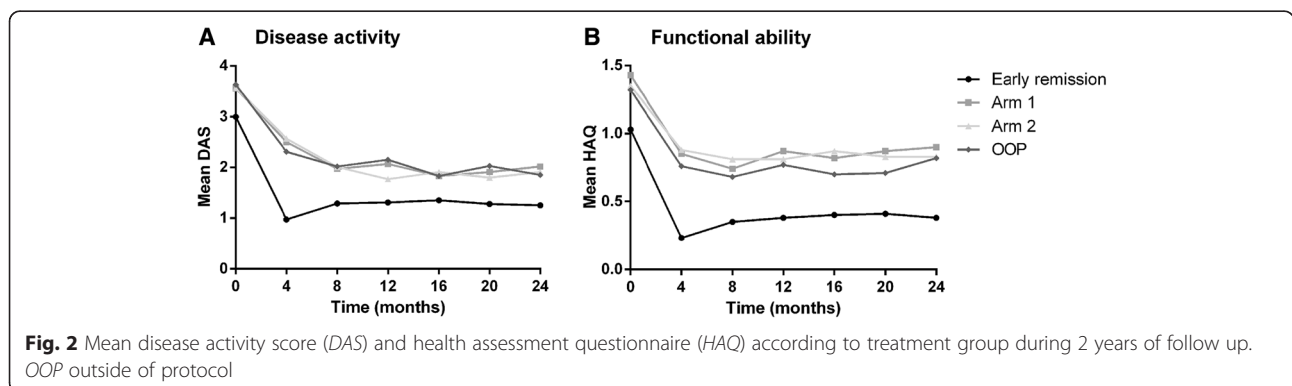 A Disease activity
4
3
2
1
0
Mean DAS
0 4 8 12 16 20 24
Time (months)
B Functional ability
1.5
1.0
0.5
0.0
Mean HAQ
0 4 8 12 16 20 24
Time (months)
Early remission
Arm 1
Arm 2
OOP
Fig. 2 Mean disease activity score (DAS) and health assessment questionnaire (HAQ) according to treatment group during 2 years of follow up.
OOP outside of protocol